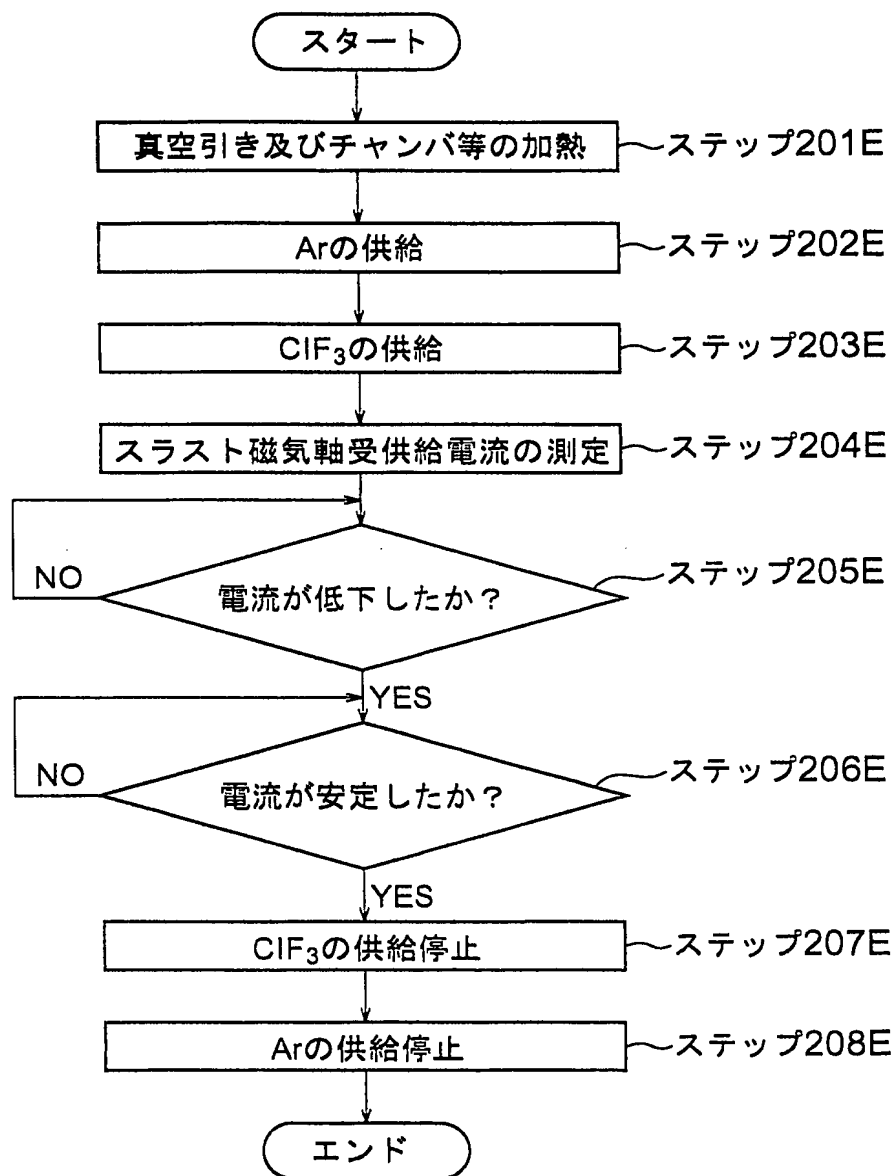 スタート
真空引き及びチャンバ等の加熱
ステップ201E
Arの供給
ステップ202E
ClF₃の供給
ステップ203E
スラスト磁気軸受供給電流の測定
ステップ204E
電流が低下したか？
ステップ205E
NO
YES
電流が安定したか？
ステップ206E
NO
YES
ClF₃の供給停止
ステップ207E
Arの供給停止
ステップ208E
エンド